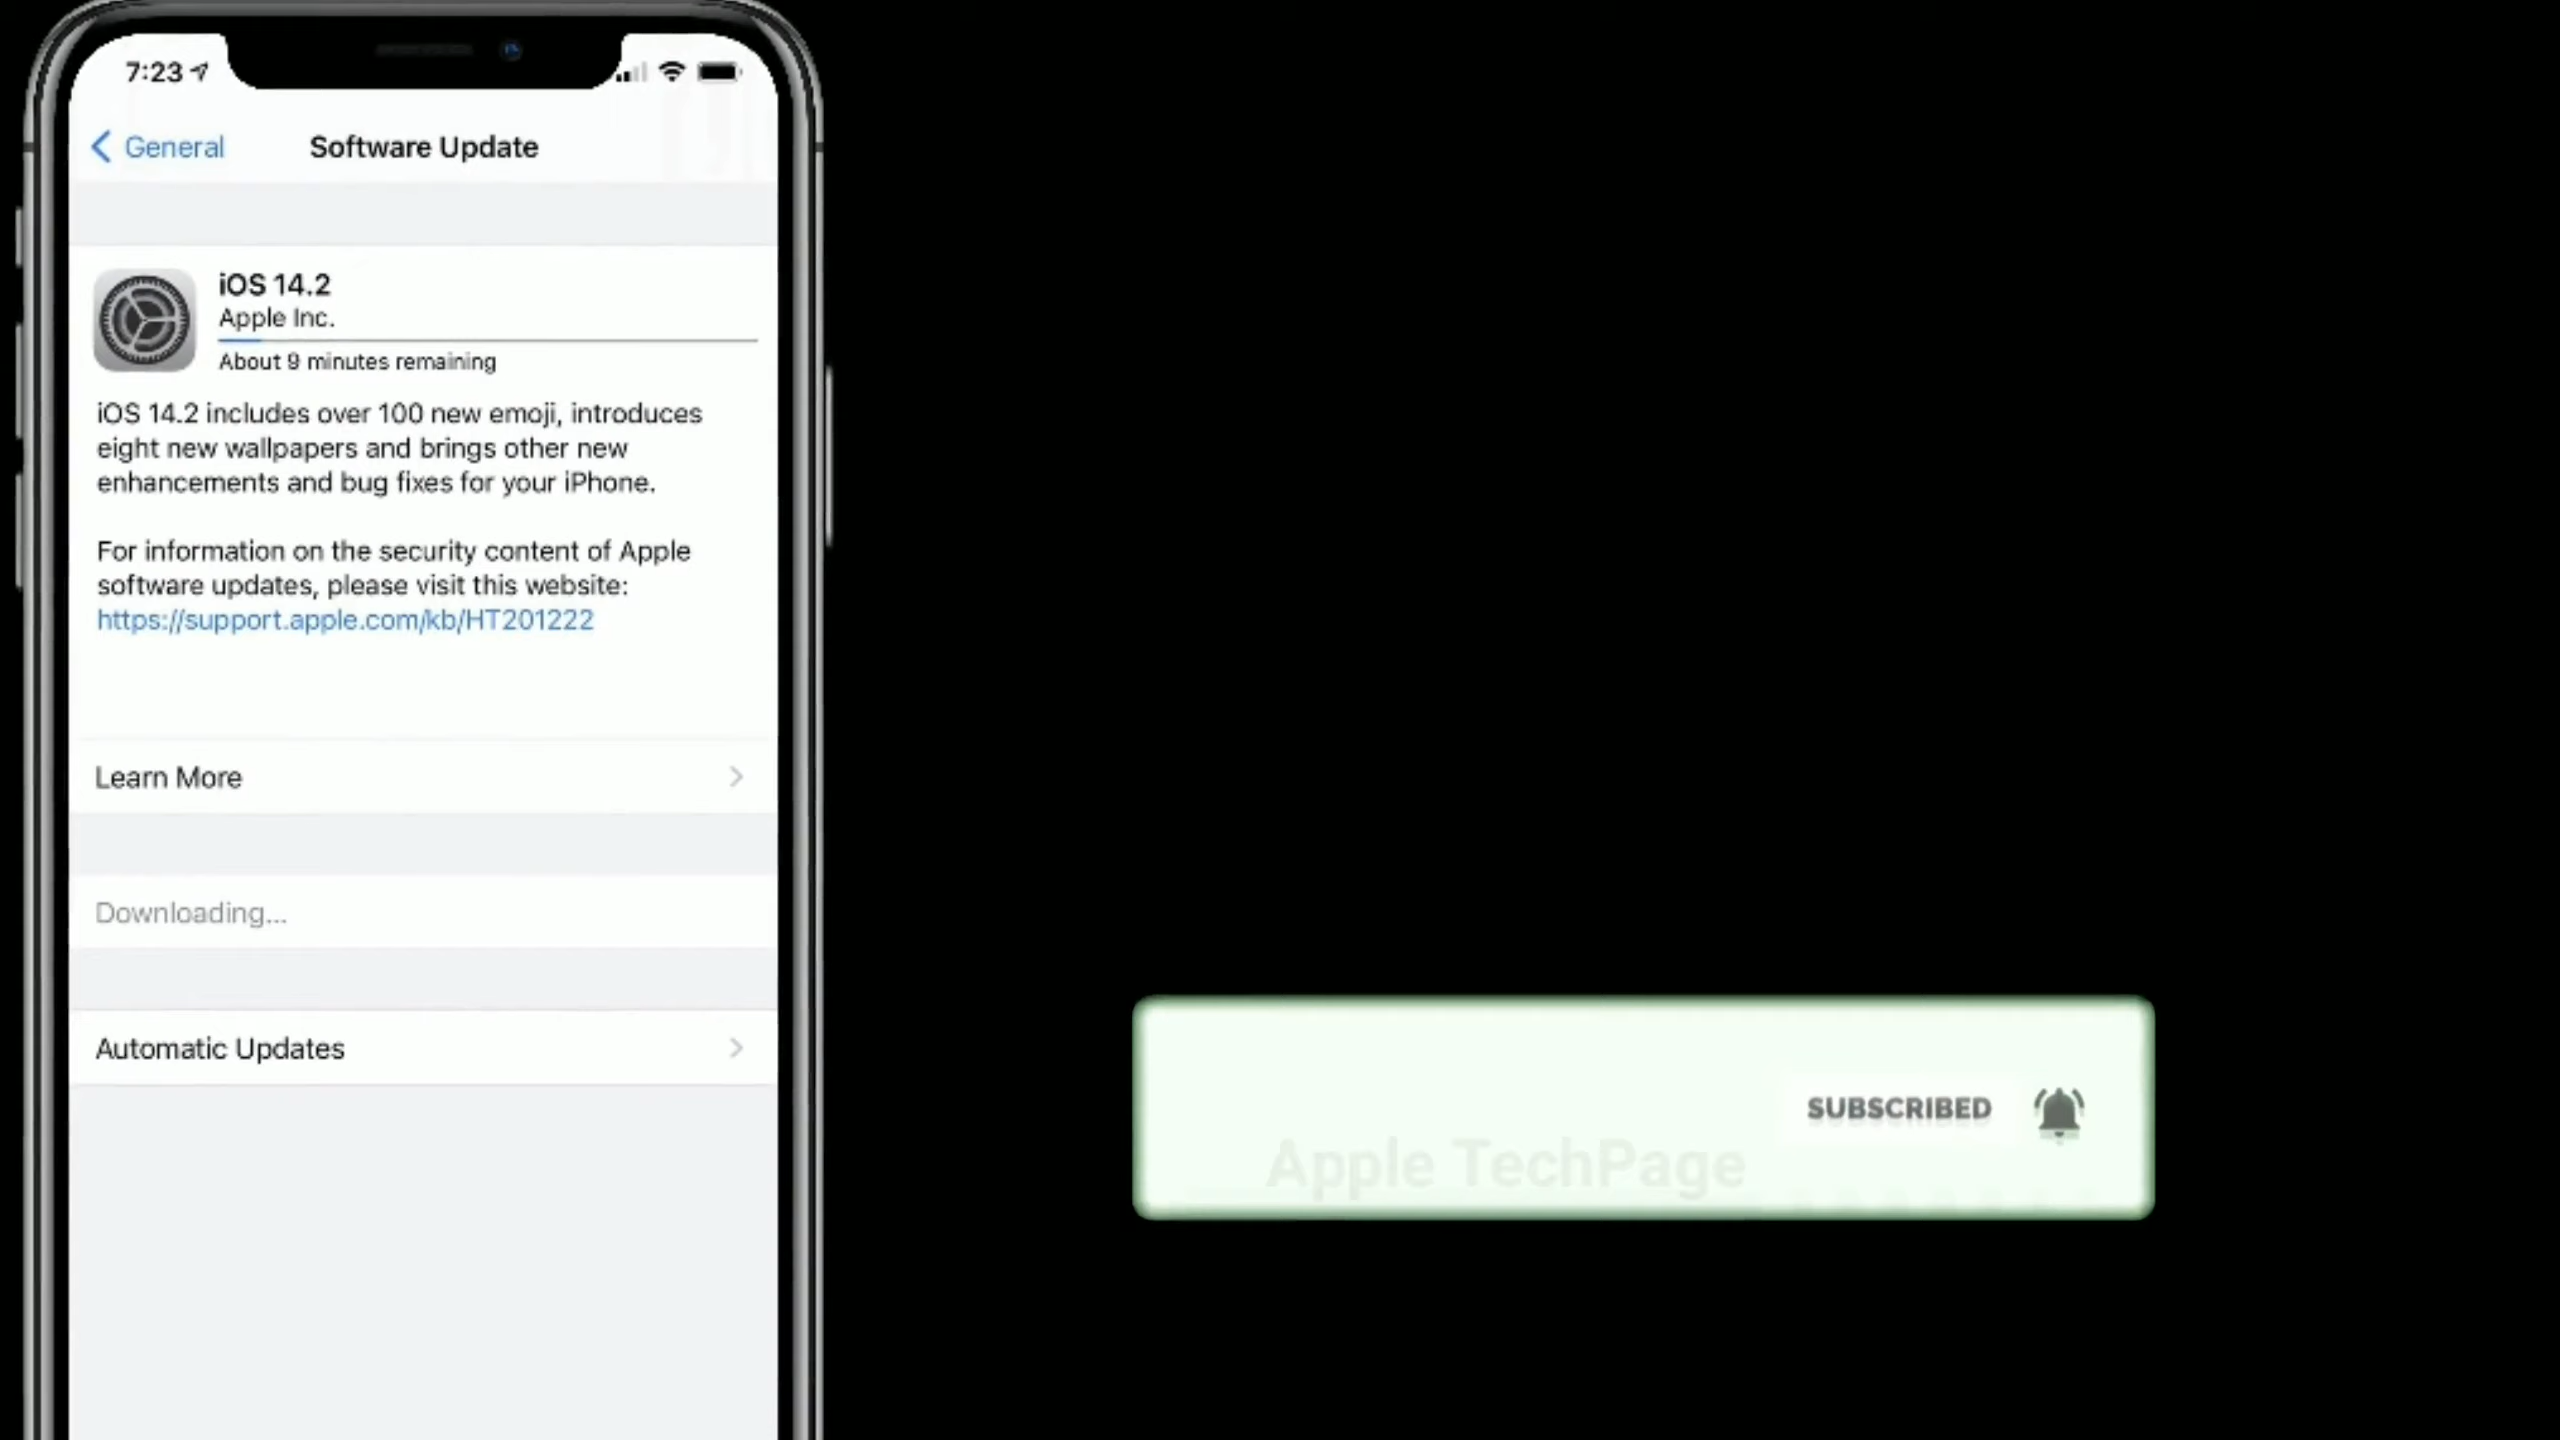 7:23
General
Software Update
iOS 14.2
Apple Inc.
About 9 minutes remaining
iOS 14.2 includes over 100 new emoji, introduces
eight new wallpapers and brings other new
enhancements and bug fixes for your iPhone.
For information on the security content of Apple
software updates, please visit this website:
https://support.apple.com/kb/HT201222
Learn More
Downloading...
Automatic Updates
SUBSCRIBED
Apple TechPage